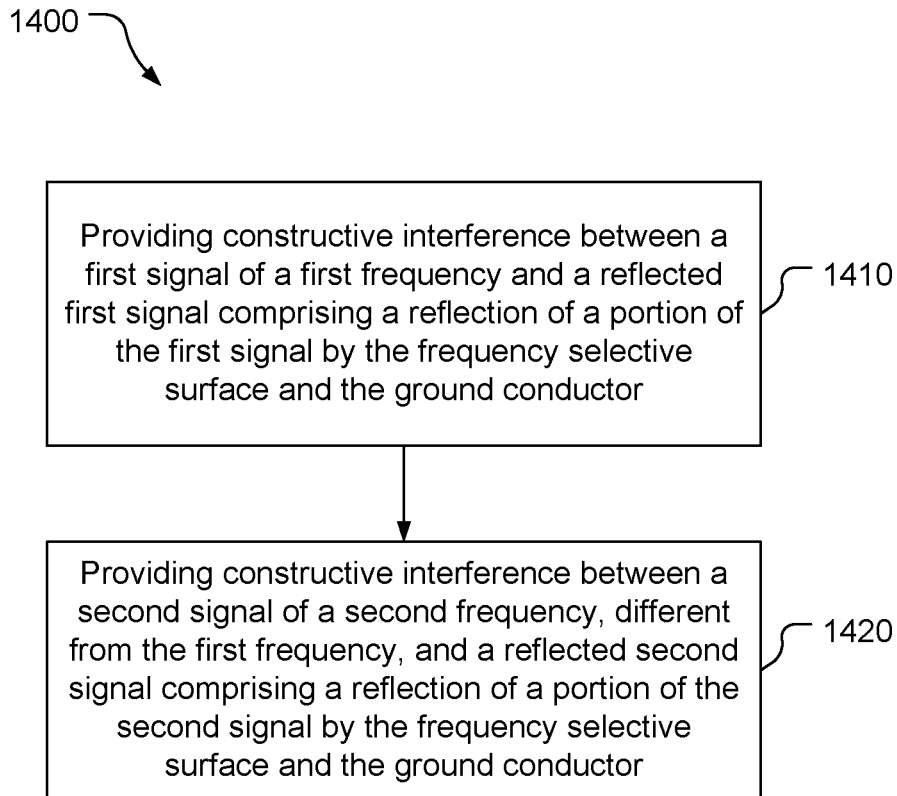 1400
Providing constructive interference between a
first signal of a first frequency and a reflected
first signal comprising a reflection of a portion of
the first signal by the frequency selective
surface and the ground conductor
1410
Providing constructive interference between a
second signal of a second frequency, different
from the first frequency, and a reflected second
signal comprising a reflection of a portion of the
second signal by the frequency selective
surface and the ground conductor
1420